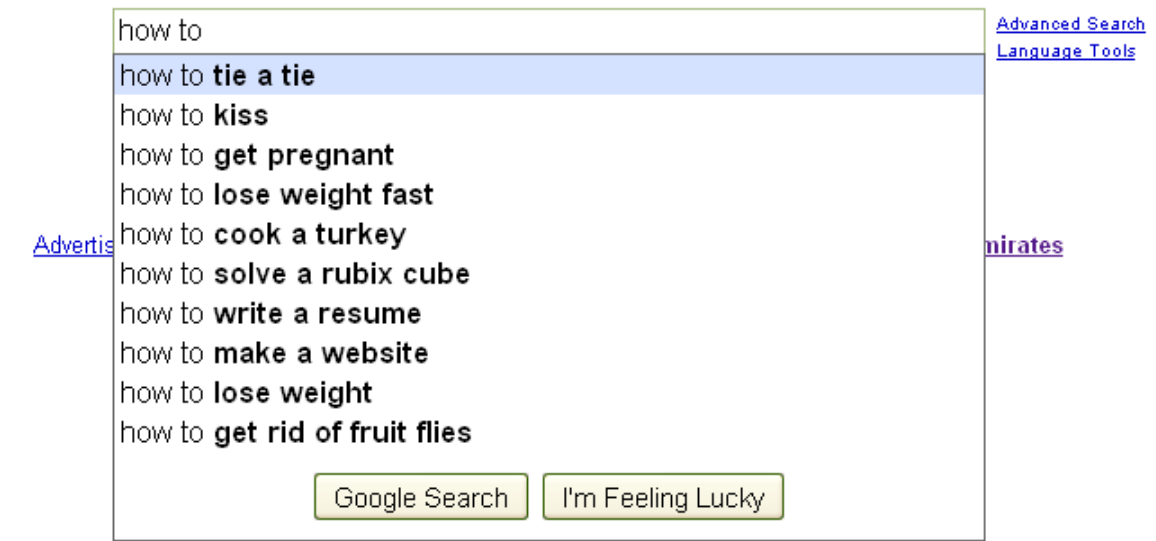 how to
Advanced Search
Language Tools
how to tie a tie
how to kiss
how to get pregnant
how to lose weight fast
how to cook a turkey
Advertis
mirates
how to solve a rubix cube
how to write a resume
how to make a website
how to lose weight
how to get rid of fruit flies
Google Search
I'm Feeling Lucky